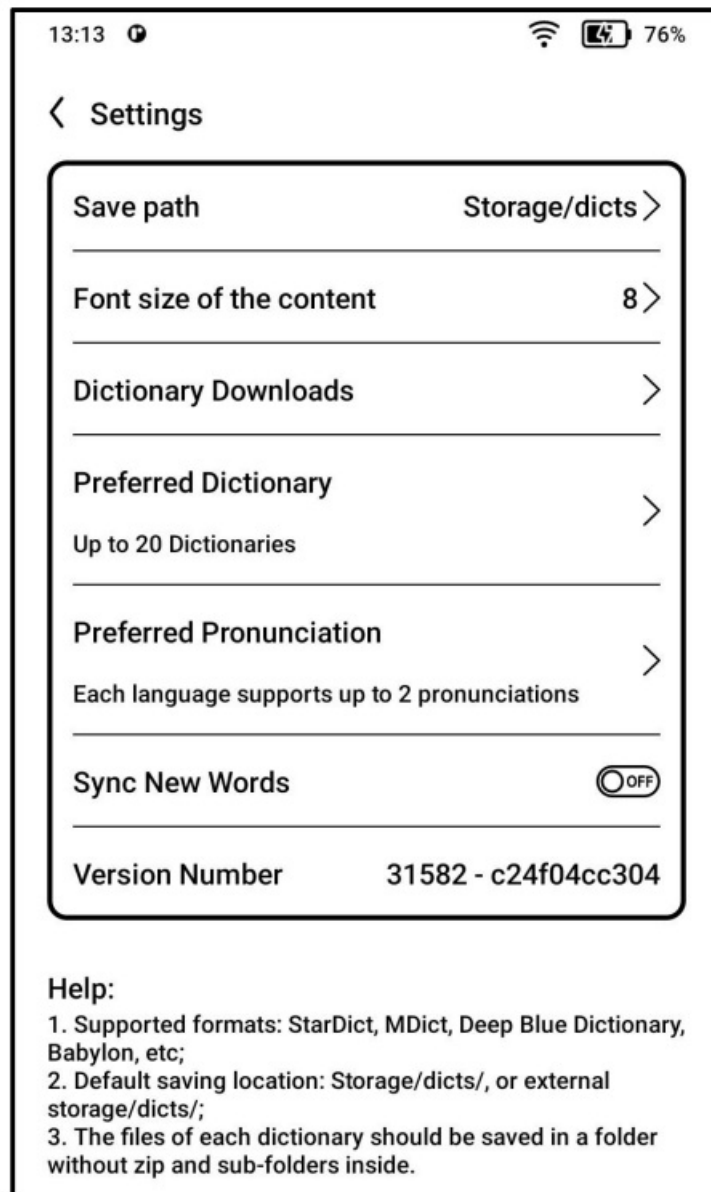 13:13 76%
Settings
Save path Storage/dicts
Font size of the content 8
Dictionary Downloads
Preferred Dictionary
Up to 20 Dictionaries
Preferred Pronunciation
Each language supports up to 2 pronunciations
Sync New Words OFF
Version Number 31582 - c24f04cc304
Help:
1. Supported formats: StarDict, MDict, Deep Blue Dictionary,
Babylon, etc;
2. Default saving location: Storage/dicts/, or external
storage/dicts/;
3. The files of each dictionary should be saved in a folder
without zip and sub-folders inside.